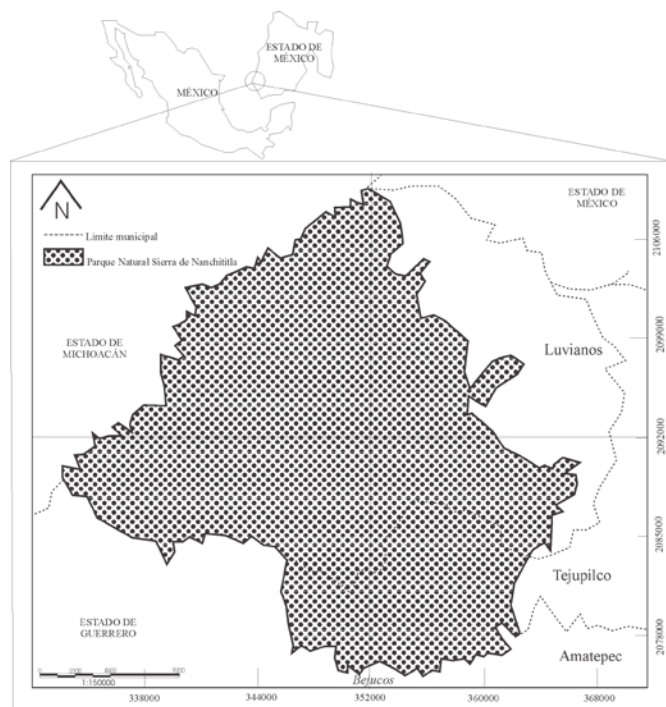 ESTADO DE
MÉXICO
MÉXICO
N
Límite municipal
Parque Natural Sierra de Nanchititla
ESTADO DE
MÉXICO
ESTADO DE
MICHOACÁN
Luvianos
Tejupilco
Amatepec
ESTADO DE
GUERRERO
Bejucos
1:150000
2106000
2099000
2092000
2085000
2078000
338000
344000
352000
360000
368000